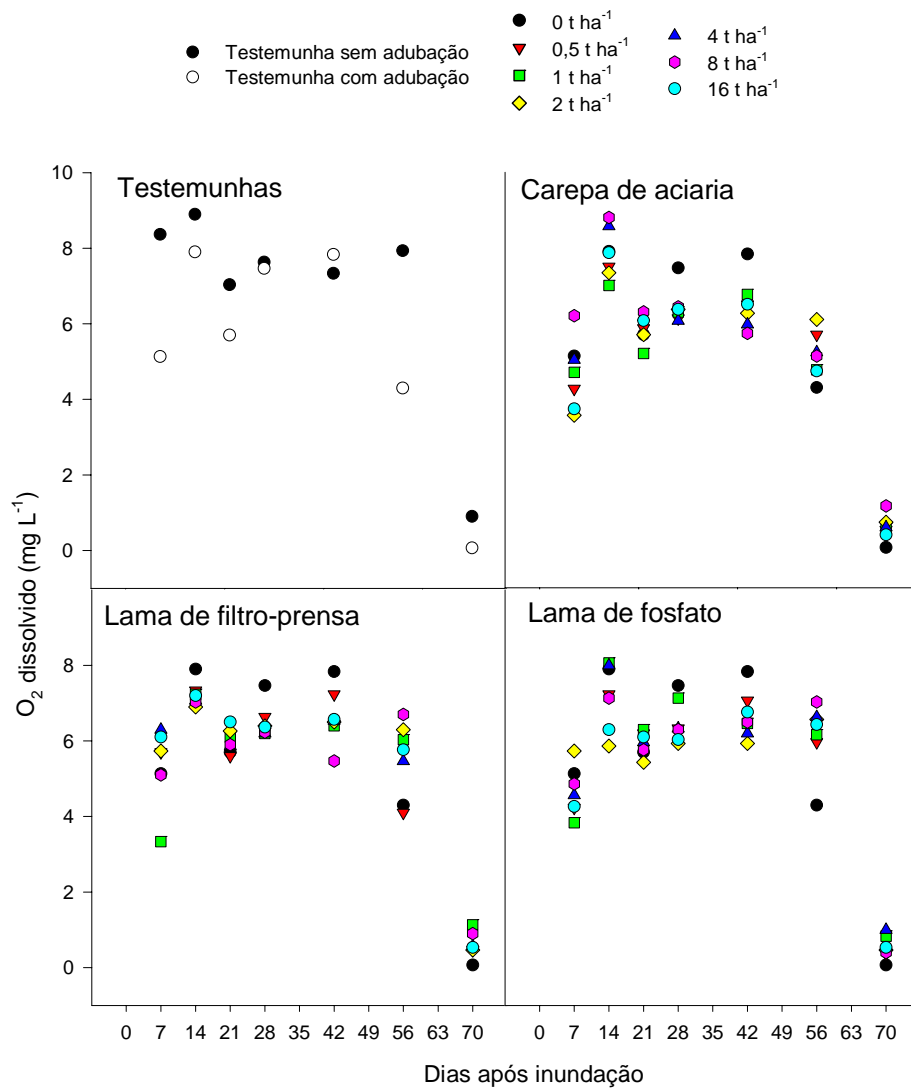 Testemunha sem adubação
Testemunha com adubação
0 t ha⁻¹
0,5 t ha⁻¹
1 t ha⁻¹
2 t ha⁻¹
4 t ha⁻¹
8 t ha⁻¹
16 t ha⁻¹
Testemunhas
Carepa de aciaria
10
8
6
4
2
0
Lama de filtro-prensa
Lama de fosfato
8
6
4
2
0
O₂ dissolvido (mg L⁻¹)
0 7 14 21 28 35 42 49 56 63 70
0 7 14 21 28 35 42 49 56 63 70
Dias após inundação